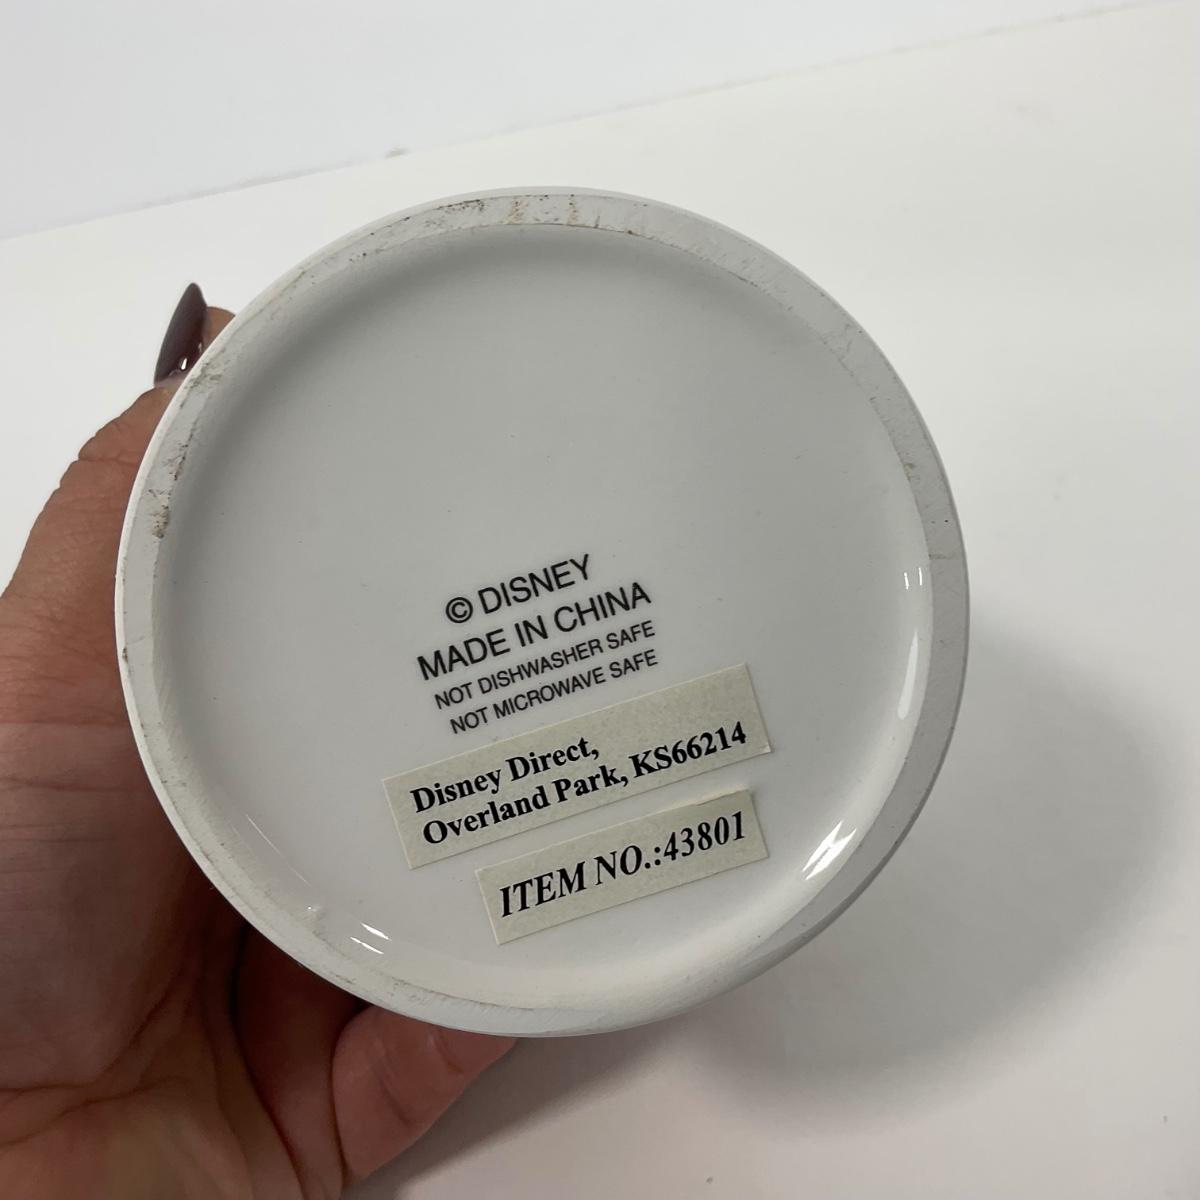 © DISNEY
MADE IN CHINA
NOT DISHWASHER SAFE
NOT MICROWAVE SAFE
Disney Direct,
Overland Park, KS66214
ITEM NO.:43801